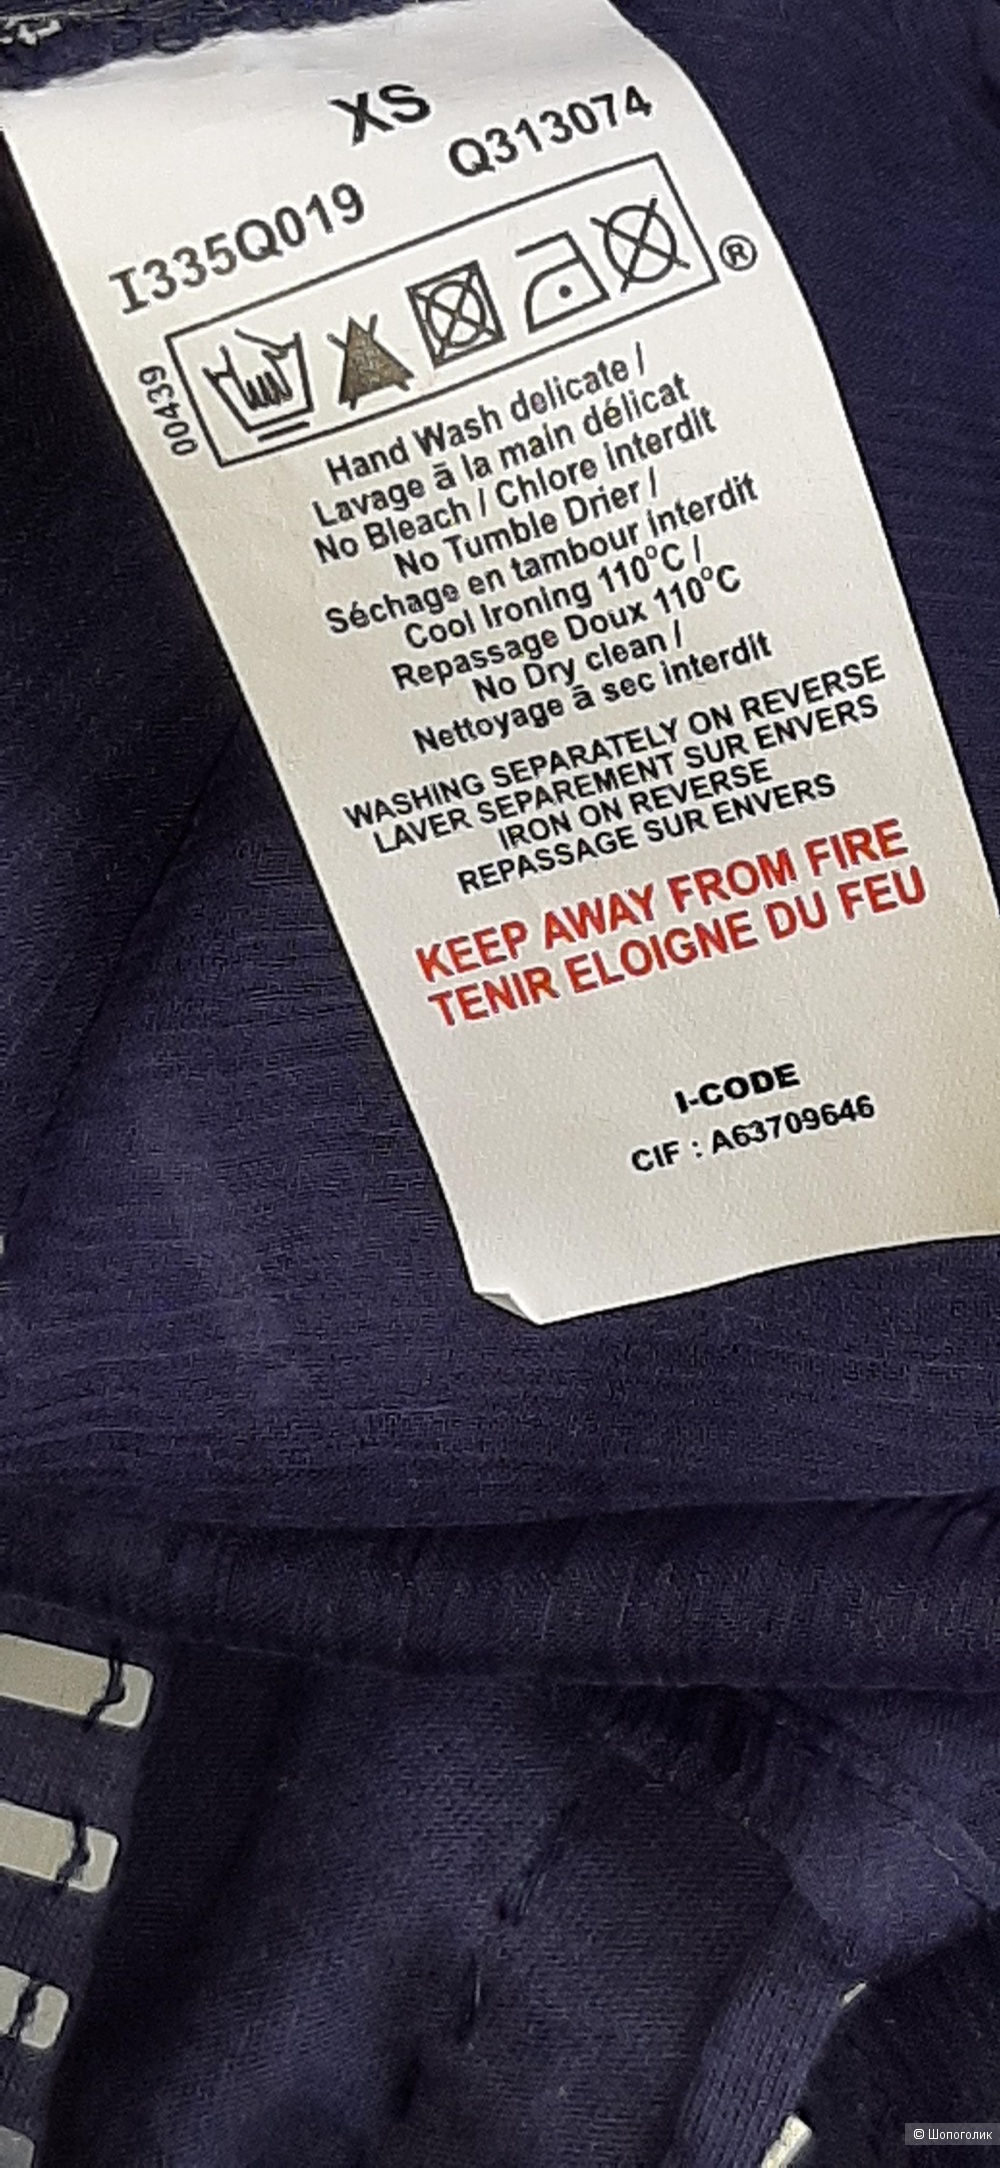 XS
I335Q019 Q313074
®
00439
Hand Wash delicate /
Lavage ā la main délicat
No Bleach / Chlore interdit
No Tumble Drier /
Séchage en tambour interdit
Cool Ironing 110°C /
Repassage Doux 110°C
No Dry clean /
Nettoyage ā sec interdit
WASHING SEPARATELY ON REVERSE
LAVER SEPAREMENT SUR ENVERS
IRON ON REVERSE
REPASSAGE SUR ENVERS
KEEP AWAY FROM FIRE
TENIR ELOIGNE DU FEU
I-CODE
CIF : A63709646
© Шопоголик